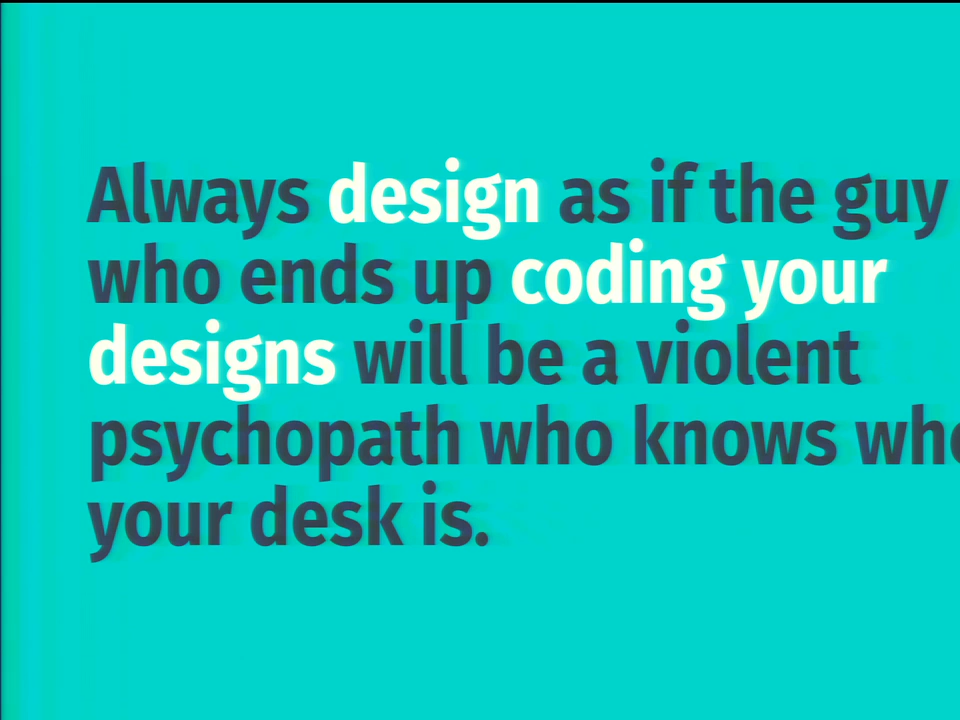 Always design as if the guy
who ends up coding your
designs will be a violent
psychopath who knows
your desk is.